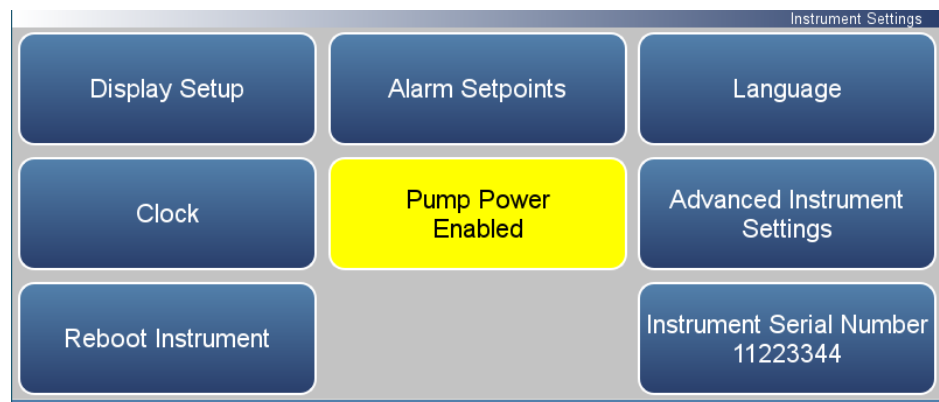 Instrument Settings
Display Setup
Alarm Setpoints
Language
Clock
Pump Power
Enabled
Advanced Instrument
Settings
Reboot Instrument
Instrument Serial Number
11223344